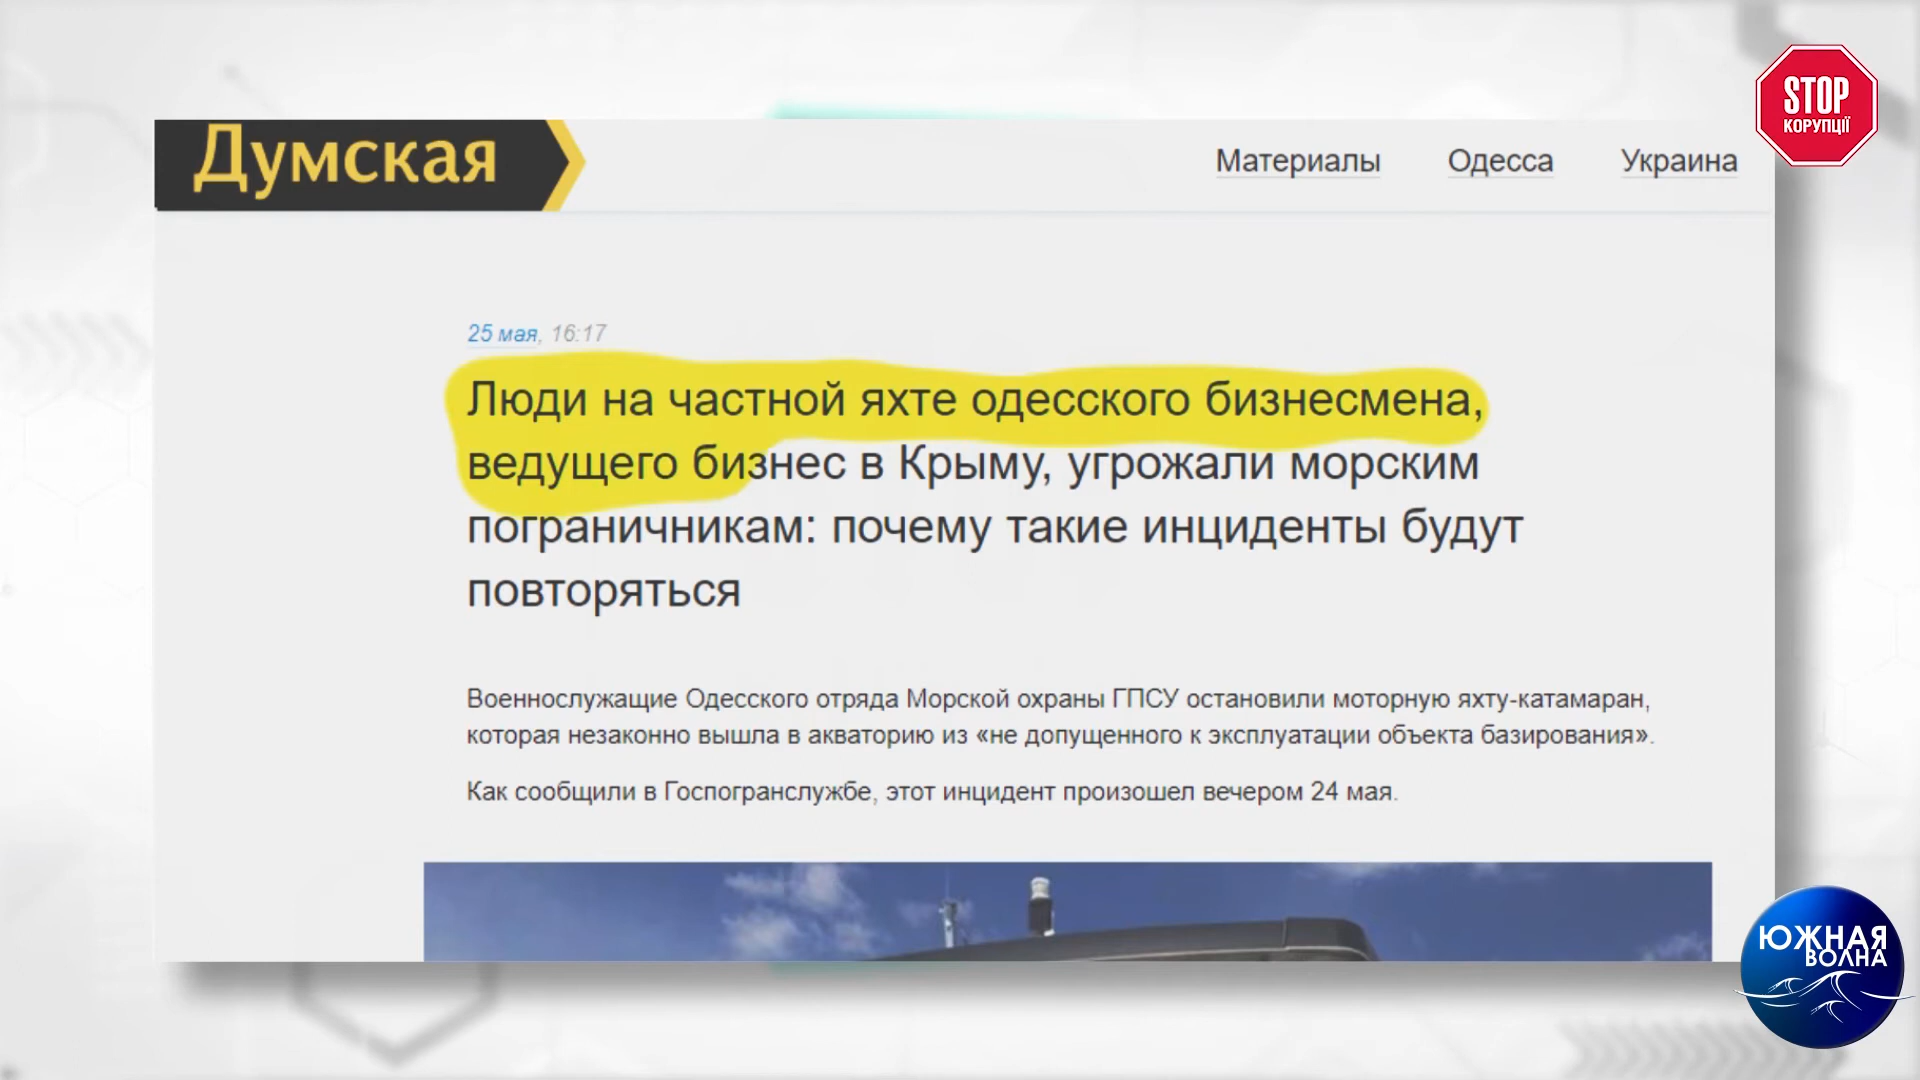 STOP
КОРУПЦІЇ
Думская
Материалы Одесса Украина
25 мая, 16:17
Люди на частной яхте одесского бизнесмена,
ведущего бизнес в Крыму, угрожали морским
пограничникам: почему такие инциденты будут
повторяться
Военнослужащие Одесского отряда Морской охраны ГПСУ остановили моторную яхту-катамаран,
которая незаконно вышла в акваторию из «не допущенного к эксплуатации объекта базирования».
Как сообщили в Госпогранслужбе, этот инцидент произошел вечером 24 мая.
ЮЖНАЯ
ВОЛНА